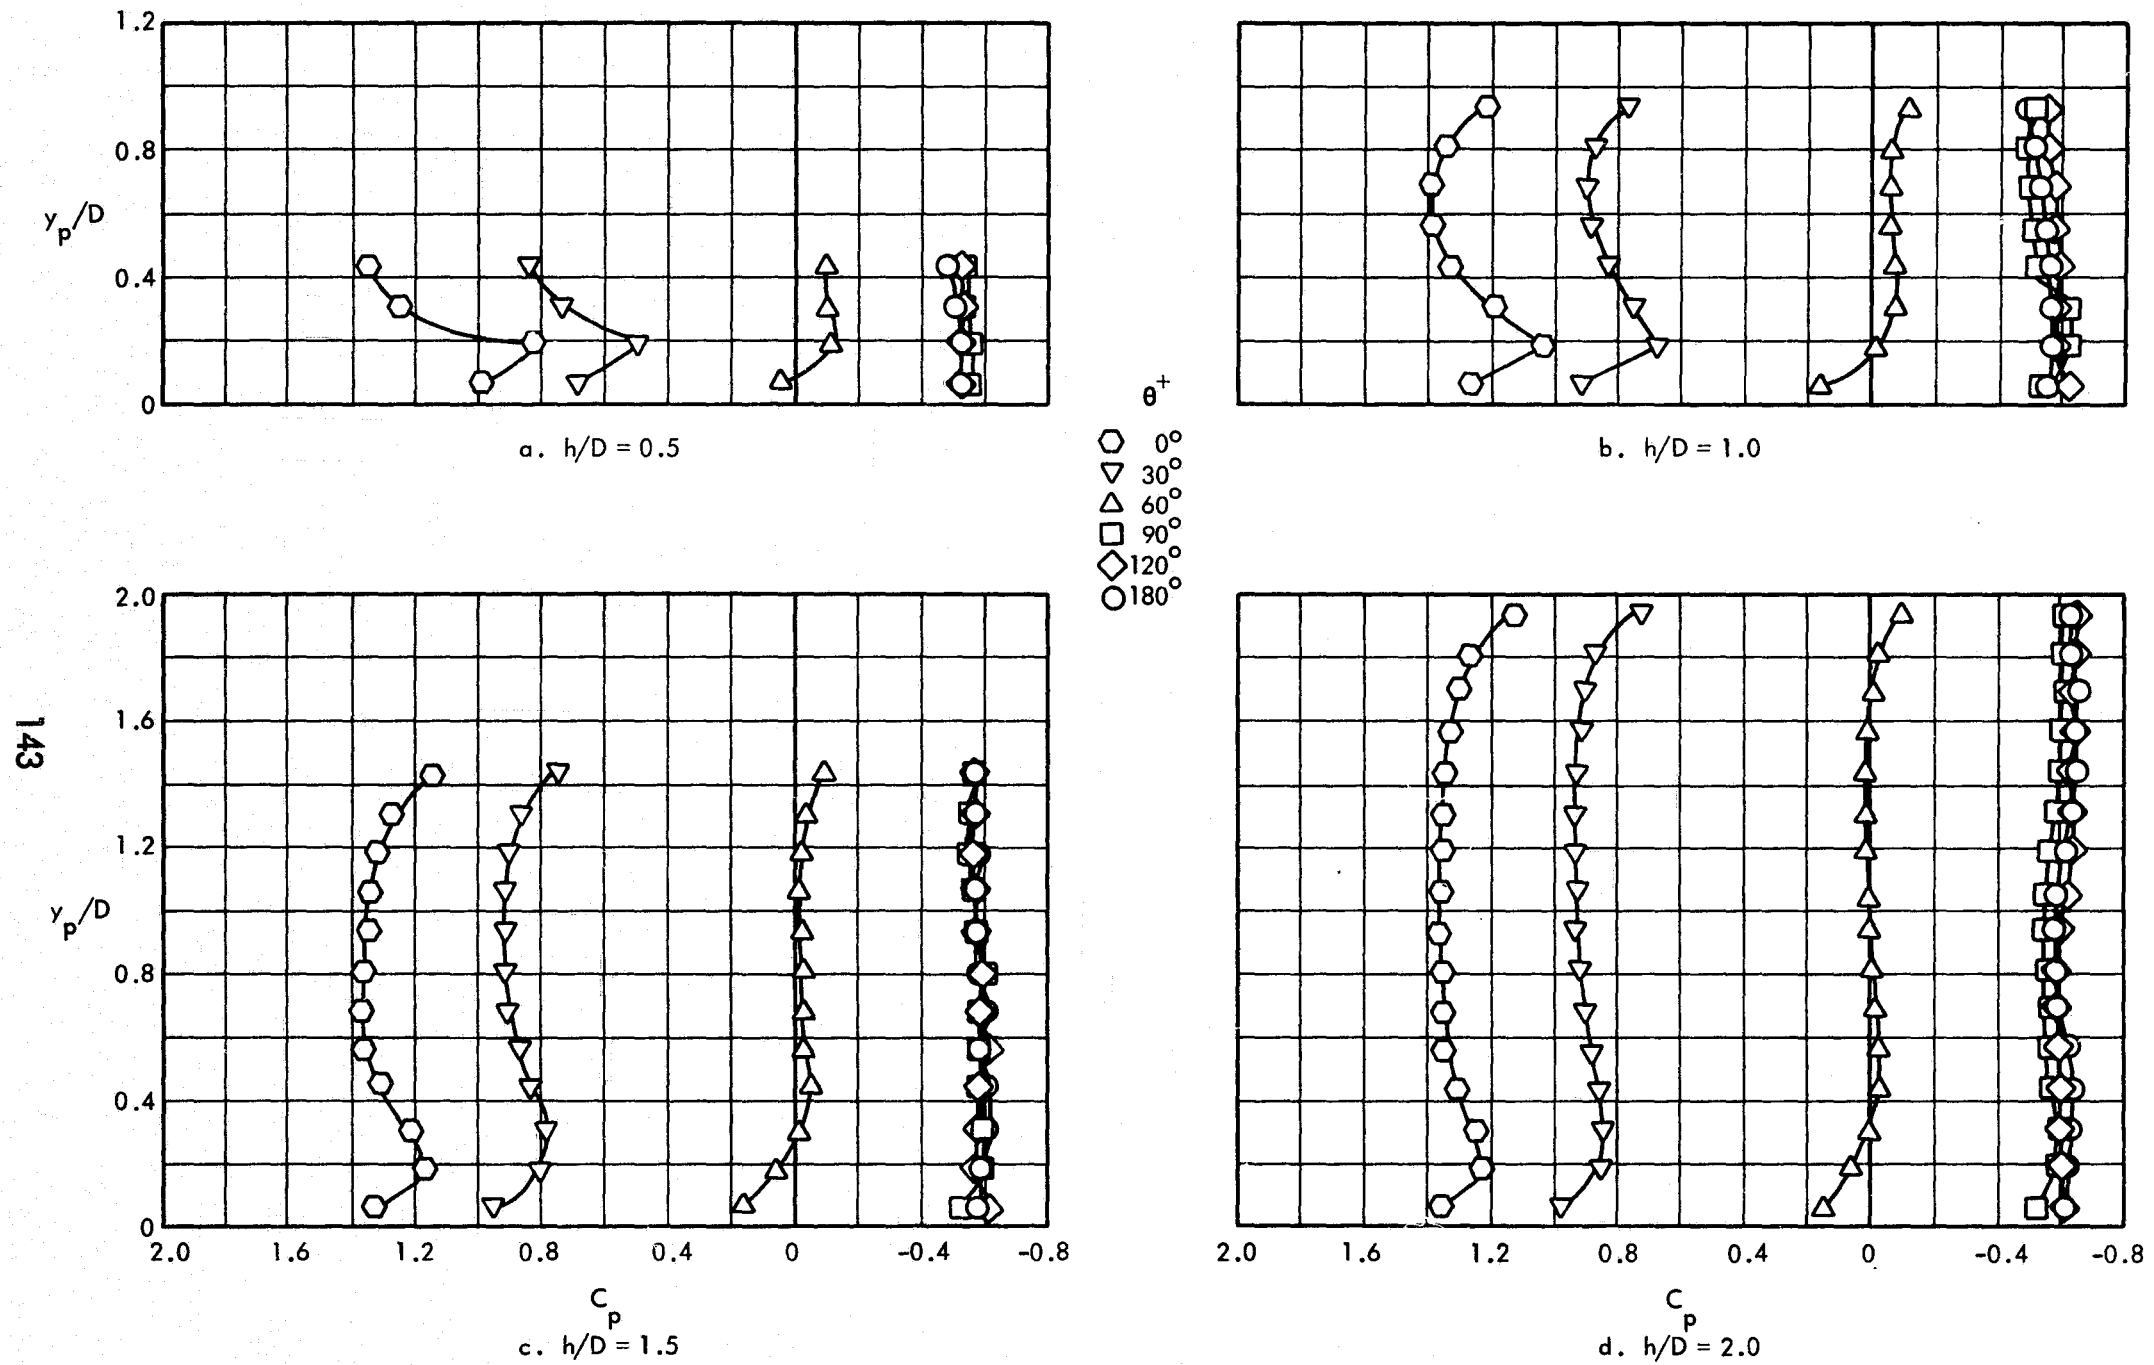 1.2
0.8
y_p/D
0.4
0
a. h/D = 0.5
b. h/D = 1.0
θ⁺
0°
30°
60°
90°
120°
180°
2.0
1.6
1.2
y_p/D
0.8
0.4
0
2.0 1.6 1.2 0.8 0.4 0 -0.4 -0.8
C_p
c. h/D = 1.5
2.0 1.6 1.2 0.8 0.4 0 -0.4 -0.8
C_p
d. h/D = 2.0
143